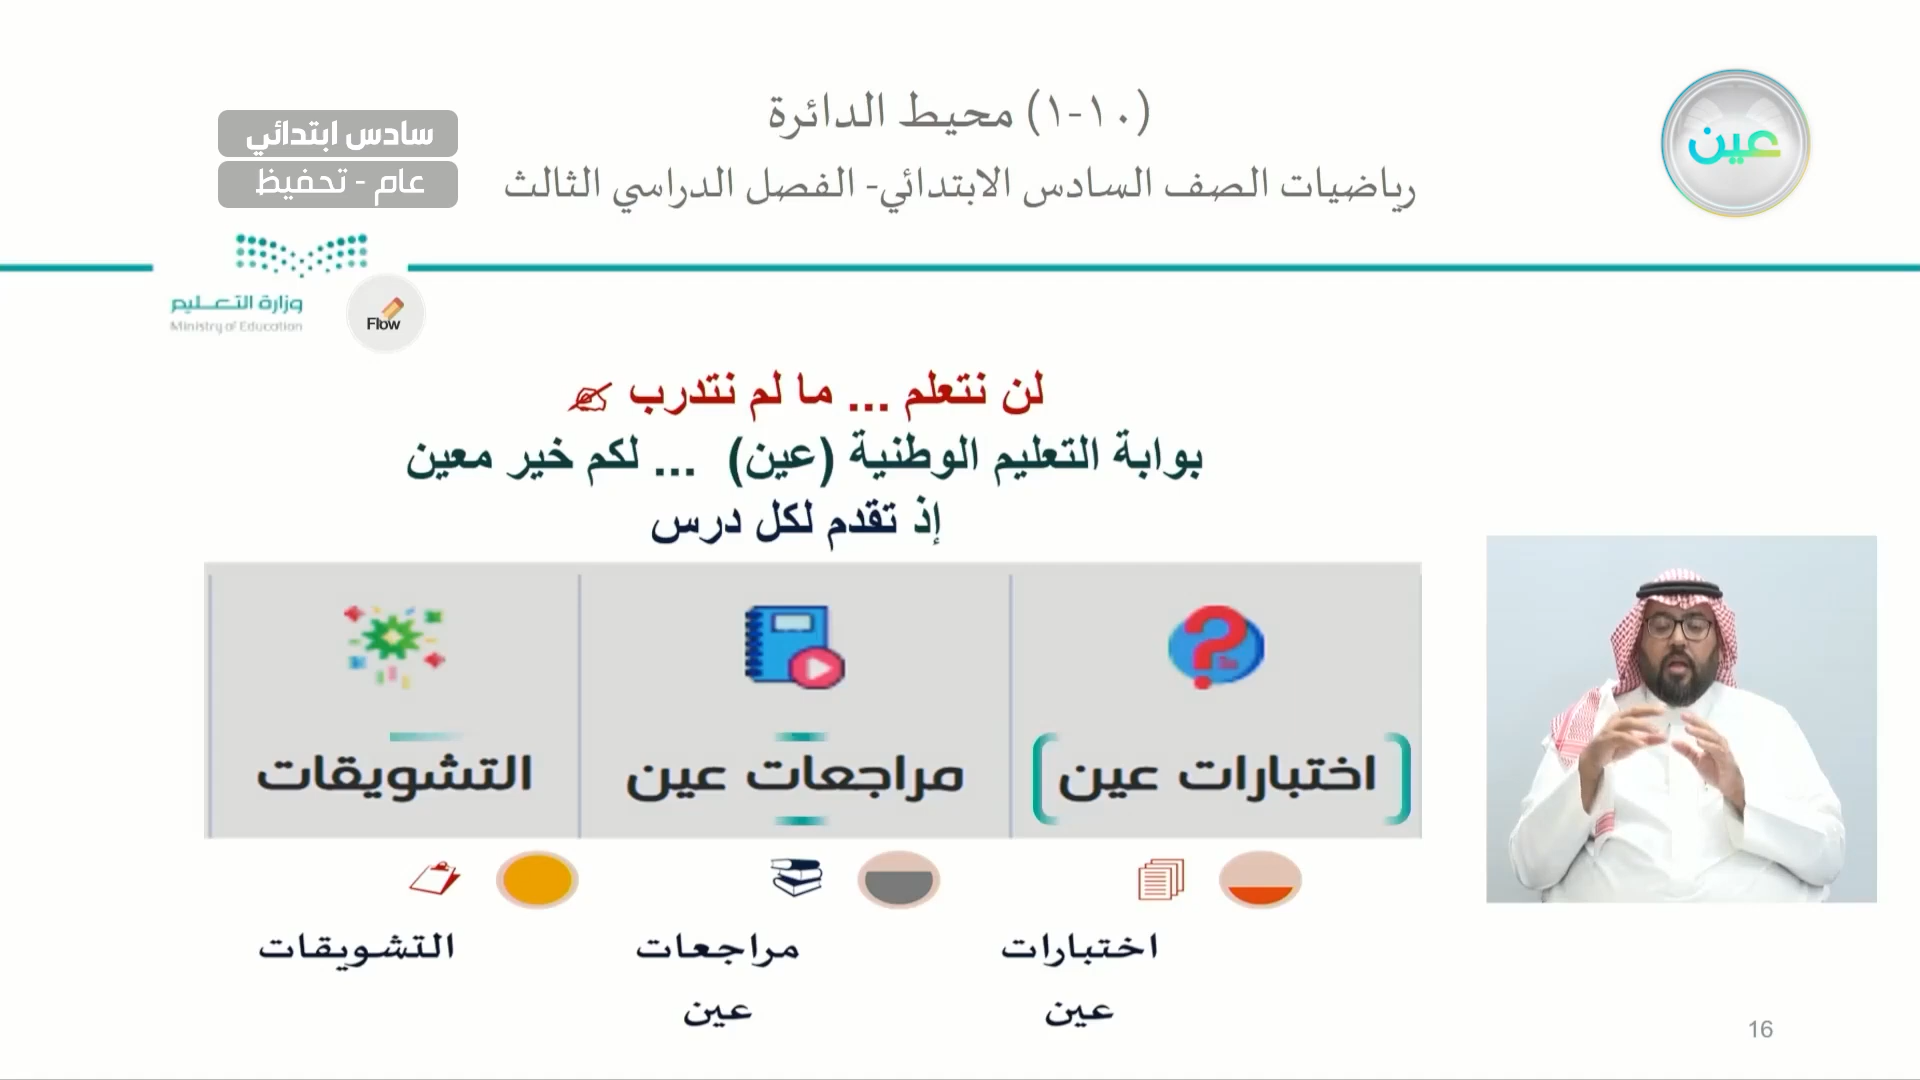 (١٠-١) محيط الدائرة
رياضيات الصف السادس الابتدائي- الفصل الدراسي الثالث
سادس ابتدائي
عام - تحفيظ
عين
وزارة التعليم
Ministry of Education
Flow
لن نتعلم ... ما لم نتدرب
بوابة التعليم الوطنية (عين) ... لكم خير معين
إذ تقدم لكل درس
اختبارات عين
مراجعات عين
التشويقات
اختبارات
عين
مراجعات
عين
التشويقات
16